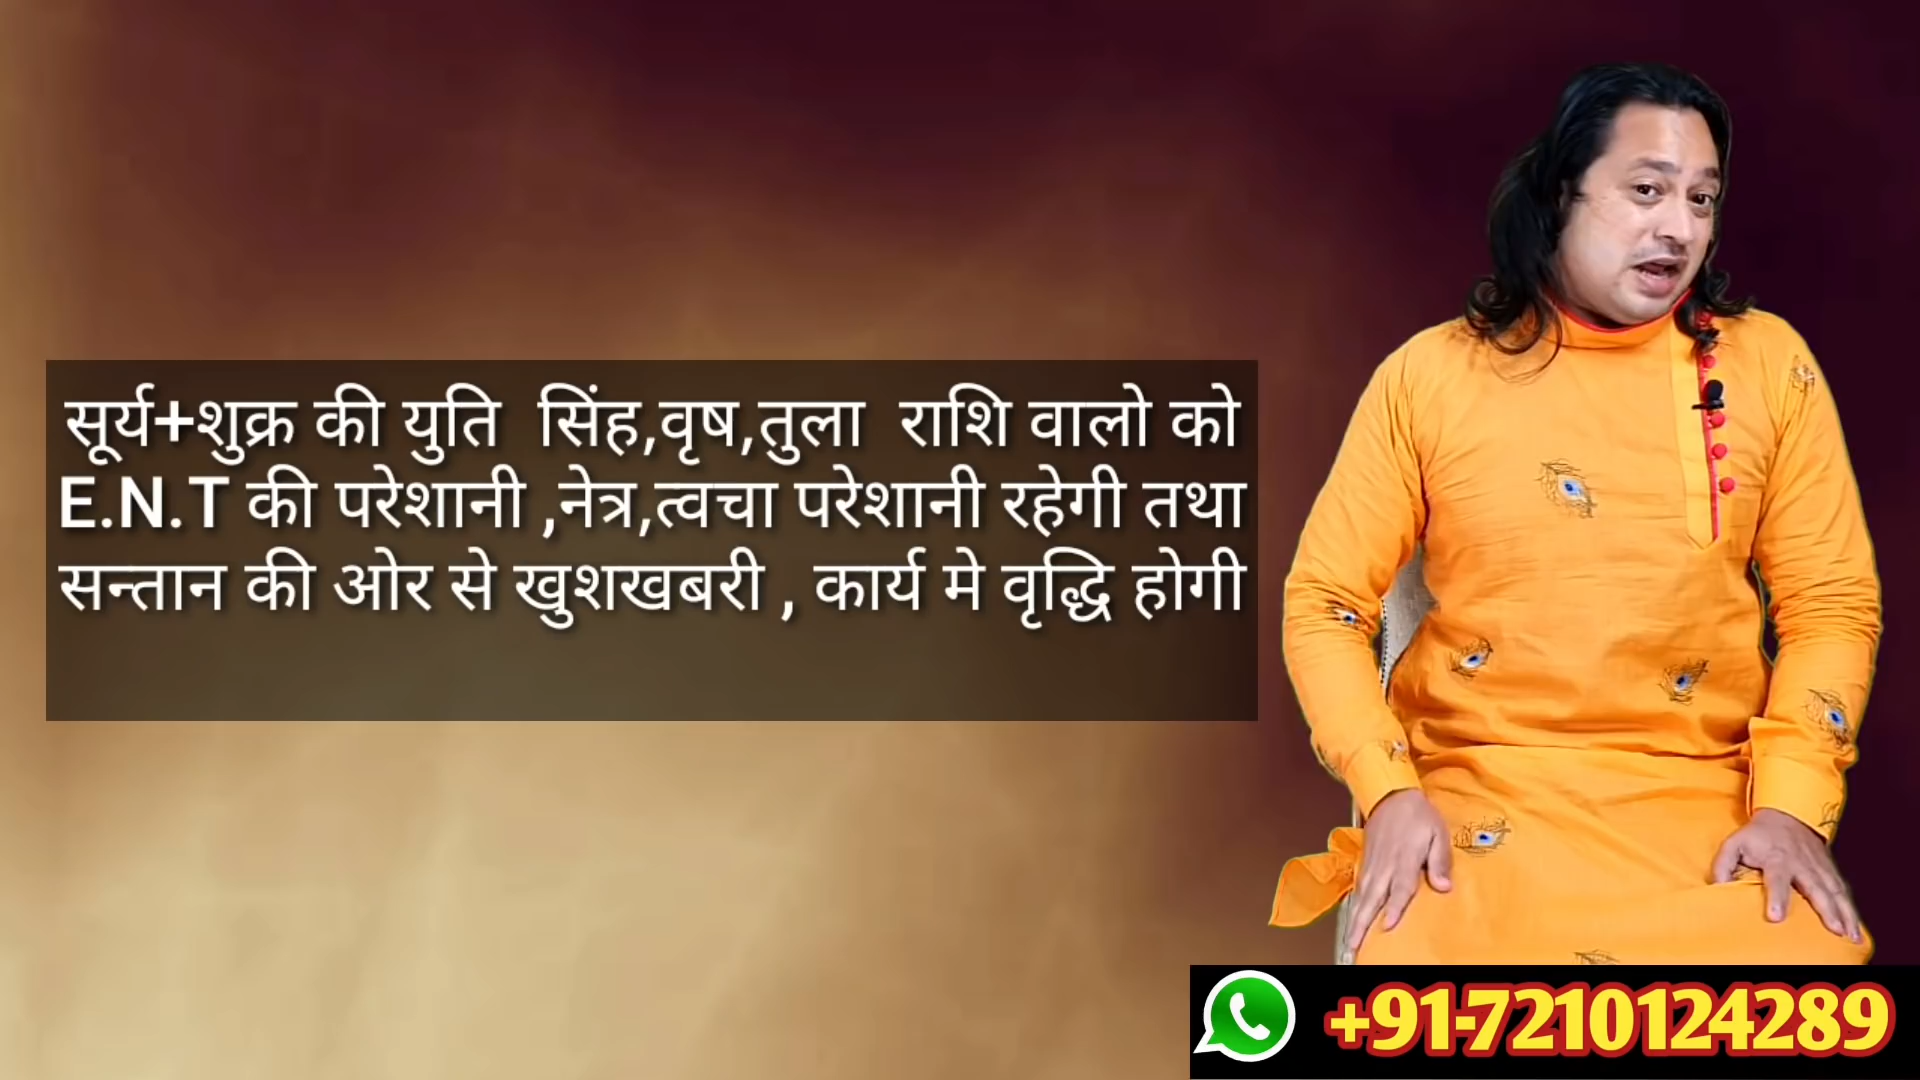 सूर्य+शुक्र की युति  सिंह,वृष,तुला  राशि वालो को
E.N.T की परेशानी ,नेत्र,त्वचा परेशानी रहेगी तथा
सन्तान की ओर से खुशखबरी , कार्य मे वृद्धि होगी
+91-7210124289